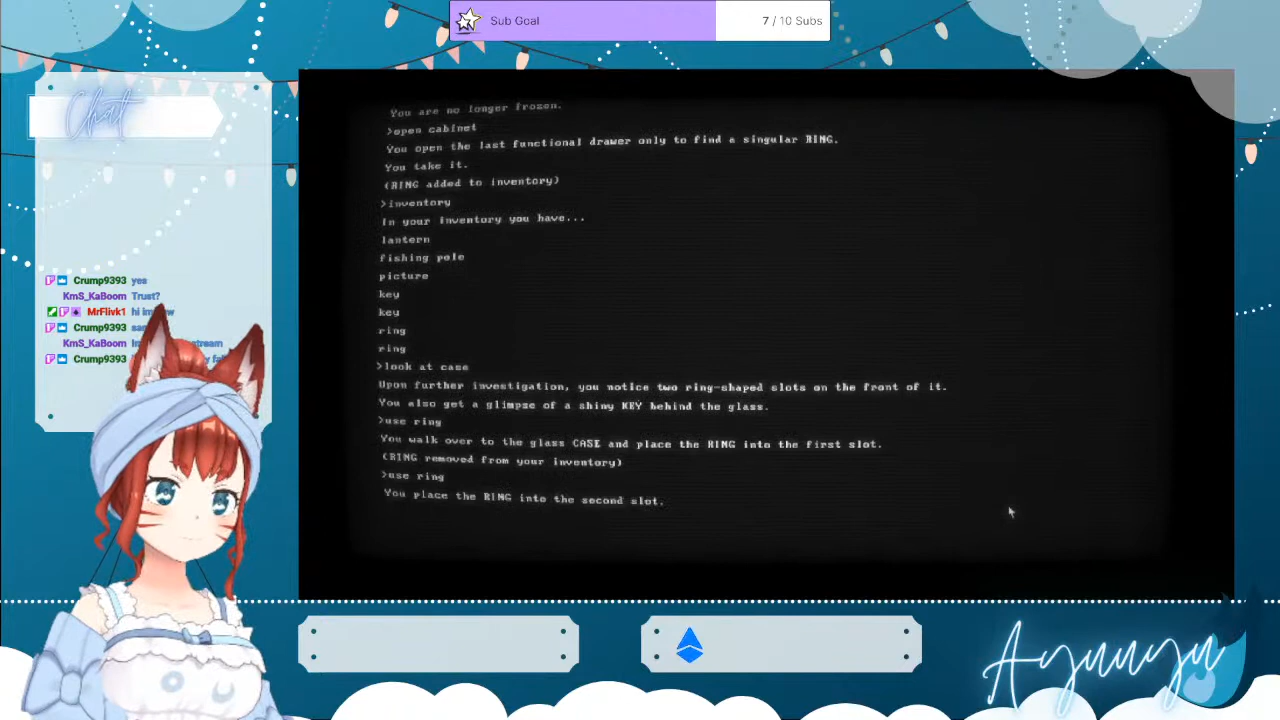 Sub Goal
7 / 10 Subs
Chat
Crump9393 yes
KmS_KaBoom Trust?
MrFlivk1 hi im
Crump9393
KmS_KaBoom stream
Crump9393
You are no longer frozen.
>open cabinet
You open the last functional drawer only to find a singular RING.
You take it.
(RING added to inventory)
>inventory
In your inventory you have...
lantern
fishing pole
picture
key
key
ring
ring
>look at case
Upon further investigation, you notice two ring-shaped slots on the front of it.
You also get a glimpse of a shiny KEY behind the glass.
>use ring
You walk over to the glass CASE and place the RING into the first slot.
(RING removed from your inventory)
>use ring
You place the RING into the second slot.
Ayunyu